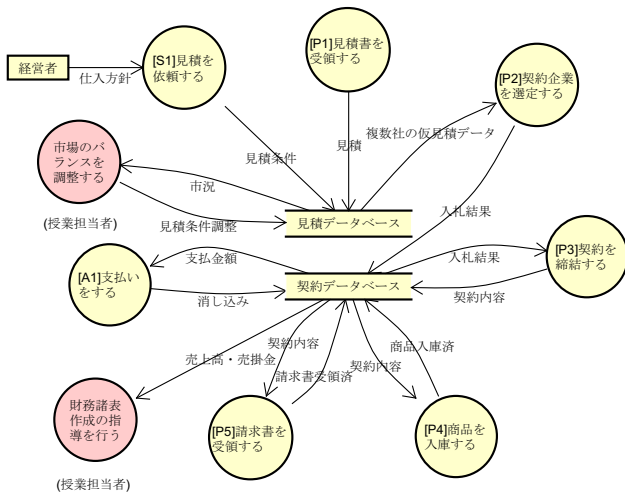 [P1]見積書を
受領する
[S1]見積を
依頼する
経営者
仕入方針
[P2]契約企業
を選定する
複数社の仮見積データ
見積
見積条件
市場のバ
ランスを
調整する
市況
(授業担当者)
見積条件調整
見積データベース
入札結果
[P3]契約を
締結する
支払金額
入札結果
[A1]支払い
をする
契約データベース
消し込み
契約内容
契約内容
商品入庫済
売上高・売掛金
請求書受領済
契約内容
財務諸表
作成の指
導を行う
[P5]請求書を
受領する
[P4]商品を
入庫する
(授業担当者)